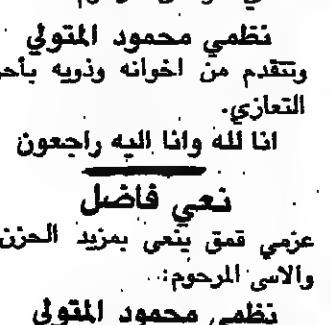 نظمي محمود المتولي
ونتقدم من اخوانه وذويه بأحر
التعازي.
انا لله وانا اليه راجعون
نعي فاضل
عزمي قمق ينعى بمزيد الحزن
والاسى المرحوم:
نظمي محمود المتولي